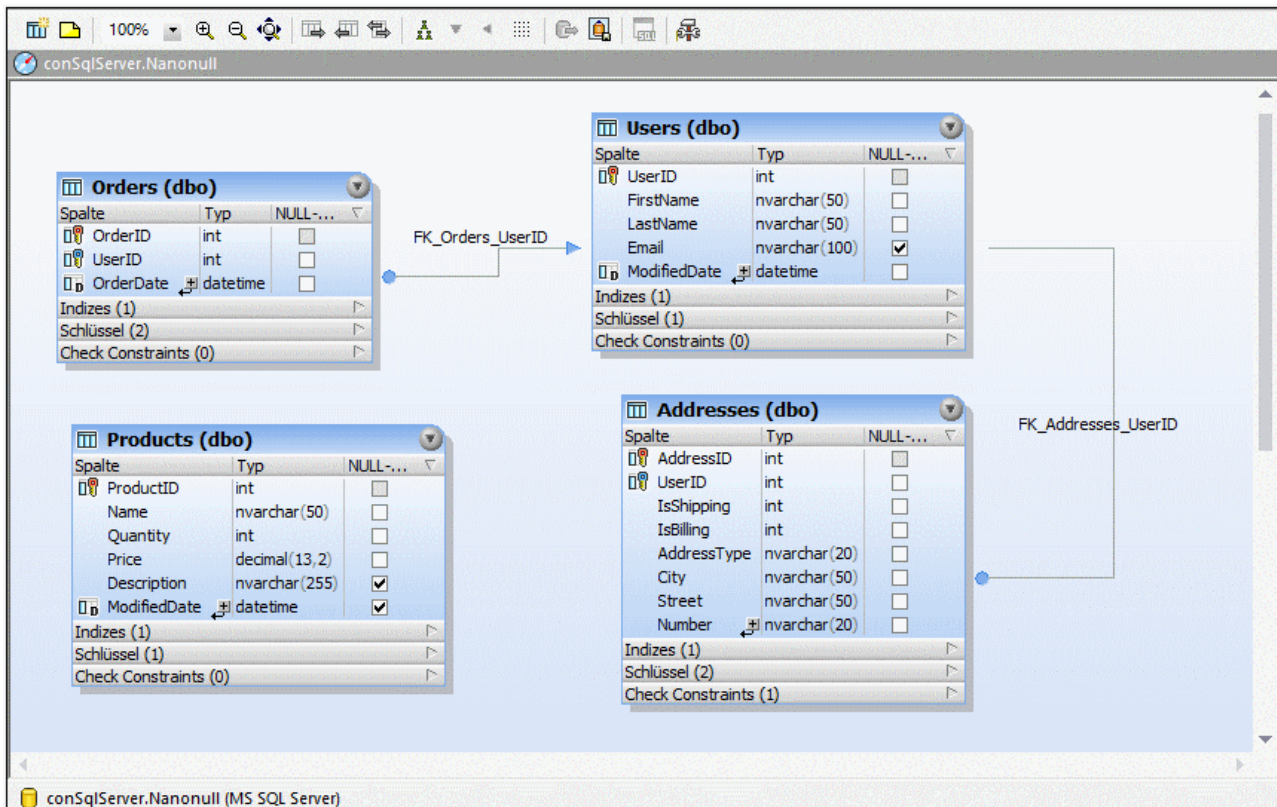 100%
conSqlServer.Nanonull
Orders (dbo)
Spalte Typ NULL-...
OrderID int
UserID int
OrderDate datetime
Indizes (1)
Schlüssel (2)
Check Constraints (0)
FK_Orders_UserID
Users (dbo)
Spalte Typ NULL-...
UserID int
FirstName nvarchar(50)
LastName nvarchar(50)
Email nvarchar(100)
ModifiedDate datetime
Indizes (1)
Schlüssel (1)
Check Constraints (0)
Products (dbo)
Spalte Typ NULL-...
ProductID int
Name nvarchar(50)
Quantity int
Price decimal(13,2)
Description nvarchar(255)
ModifiedDate datetime
Indizes (1)
Schlüssel (1)
Check Constraints (0)
Addresses (dbo)
Spalte Typ NULL-...
AddressID int
UserID int
IsShipping int
IsBilling int
AddressType nvarchar(20)
City nvarchar(50)
Street nvarchar(50)
Number nvarchar(20)
Indizes (1)
Schlüssel (2)
Check Constraints (1)
FK_Addresses_UserID
conSqlServer.Nanonull (MS SQL Server)